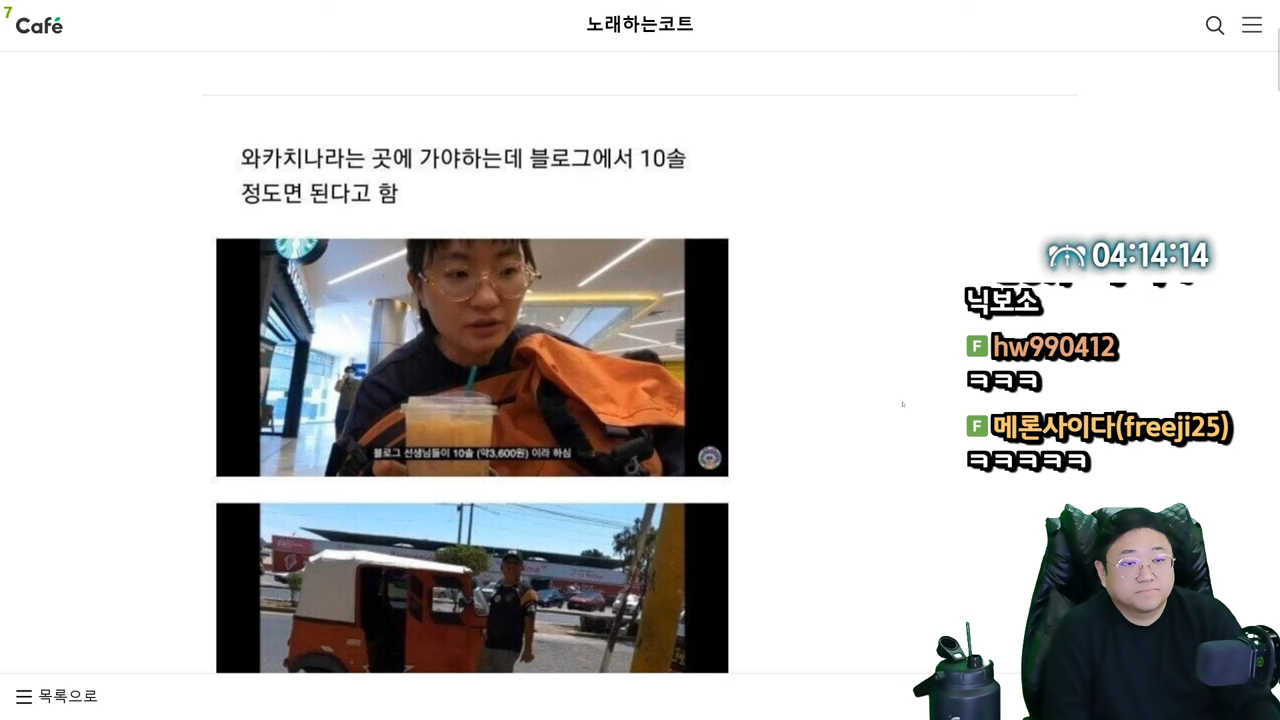 7
Café
노래하는코트
와카치나라는 곳에 가야하는데 블로그에서 10솔
정도면 된다고 함
블로그 선생님들이 10솔 (약3,600원) 이라 하심
04:14:14
닉보소
F hw990412
ㅋㅋㅋ
F 메론사이다(freeji25)
ㅋㅋㅋㅋㅋ
목록으로